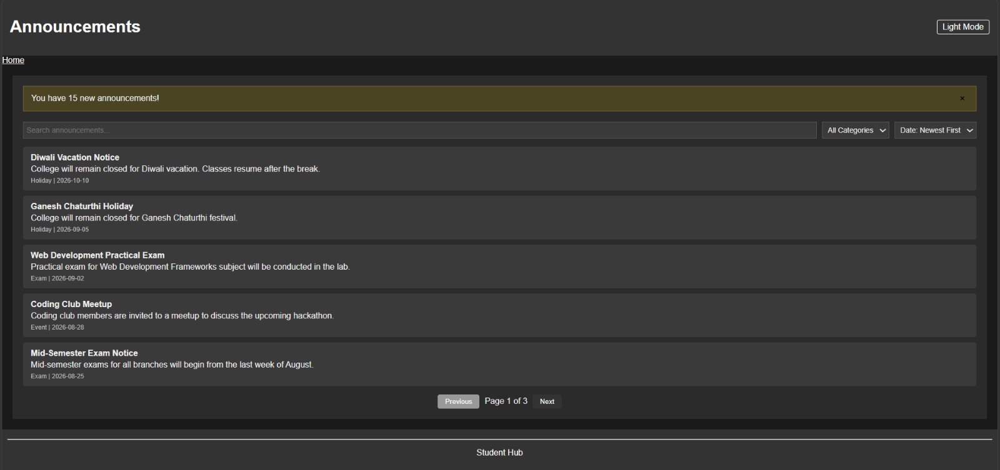 Announcements
Light Mode
Home
You have 15 new announcements!
×
Search announcements...
All Categories
Date: Newest First
Diwali Vacation Notice
College will remain closed for Diwali vacation. Classes resume after the break.
Holiday | 2026-10-10
Ganesh Chaturthi Holiday
College will remain closed for Ganesh Chaturthi festival.
Holiday | 2026-09-05
Web Development Practical Exam
Practical exam for Web Development Frameworks subject will be conducted in the lab.
Exam | 2026-09-02
Coding Club Meetup
Coding club members are invited to a meetup to discuss the upcoming hackathon.
Event | 2026-08-28
Mid-Semester Exam Notice
Mid-semester exams for all branches will begin from the last week of August.
Exam | 2026-08-25
Previous Page 1 of 3 Next
Student Hub